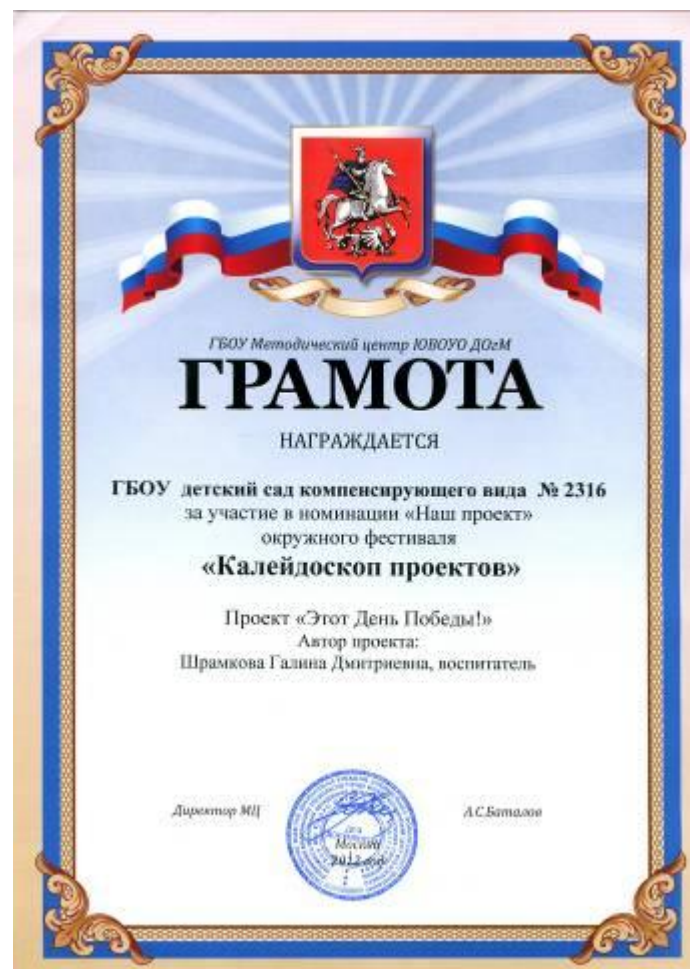 ГБОУ Методический центр ЮВОУО ДОгМ
ГРАМОТА
НАГРАЖДАЕТСЯ
ГБОУ детский сад компенсирующего вида № 2316
за участие в номинации «Наш проект»
окружного фестиваля
«Калейдоскоп проектов»
Проект «Этот День Победы!»
Автор проекта:
Шрамкова Галина Дмитриевна, воспитатель
Директор МЦ
А.С.Баталов
Москва